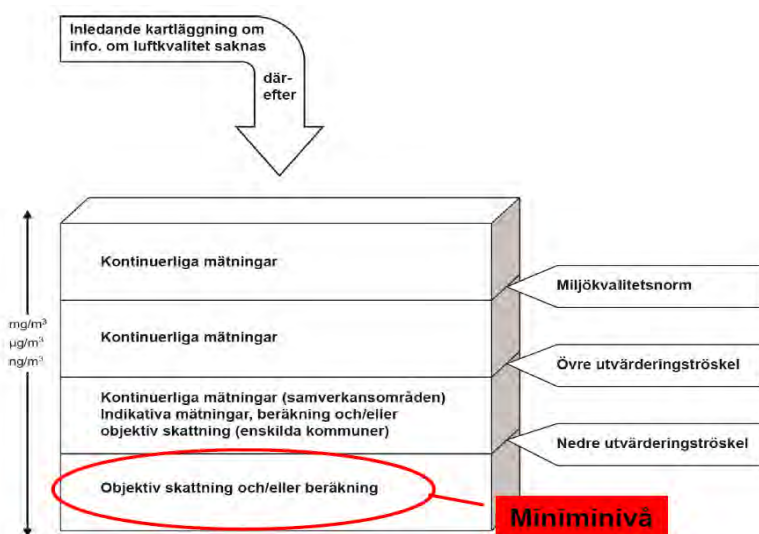 Inledande kartläggning om
info. om luftkvalitet saknas
där-
efter
Kontinuerliga mätningar
Miljökvalitetsnorm
Kontinuerliga mätningar
mg/m³
µg/m³
ng/m³
Övre utvärderingströskel
Kontinuerliga mätningar (samverkansområden)
Indikativa mätningar, beräkning och/eller
objektiv skattning (enskilda kommuner)
Nedre utvärderingströskel
Objektiv skattning och/eller beräkning
Miniminivå